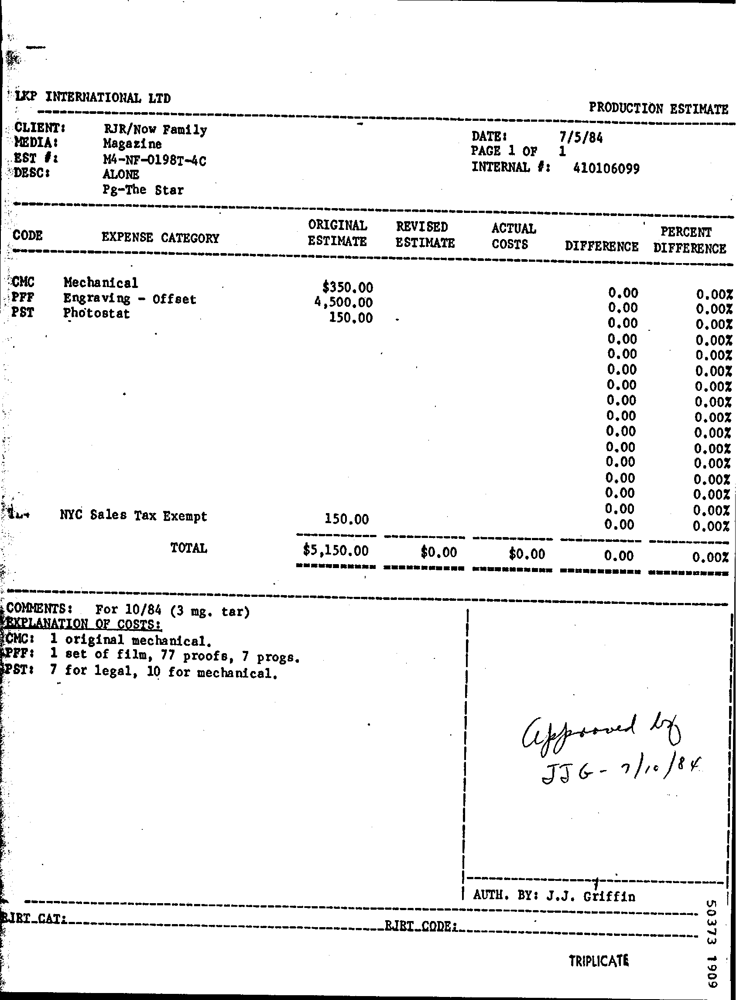 LKP INTERNATIONAL LTD
PRODUCTION ESTIMATE
CLIENT: RJR/Now Family
MEDIA: Magazine
EST #: M4-NF-0198T-4C
DESC: ALONE
Pg-The Star
DATE: 7/5/84
PAGE 1 OF 1
INTERNAL #: 410106099
CODE EXPENSE CATEGORY ORIGINAL ESTIMATE REVISED ESTIMATE ACTUAL COSTS DIFFERENCE PERCENT DIFFERENCE
CMC Mechanical $350.00 0.00 0.00%
PFF Engraving - Offset 4,500.00 0.00 0.00%
PST Photostat 150.00 0.00 0.00%
0.00 0.00%
0.00 0.00%
0.00 0.00%
0.00 0.00%
0.00 0.00%
0.00 0.00%
0.00 0.00%
0.00 0.00%
0.00 0.00%
0.00 0.00%
0.00 0.00%
0.00 0.00%
NYC Sales Tax Exempt 150.00 0.00 0.00%
TOTAL $5,150.00 $0.00 $0.00 0.00 0.00%
COMMENTS: For 10/84 (3 mg. tar)
EXPLANATION OF COSTS:
CMC: 1 original mechanical.
PFF: 1 set of film, 77 proofs, 7 progs.
PST: 7 for legal, 10 for mechanical.
Approved by
JJG - 7/10/84
AUTH. BY: J.J. Griffin
RJRT CAT:
RJRT CODE:
TRIPLICATE
50373 1909